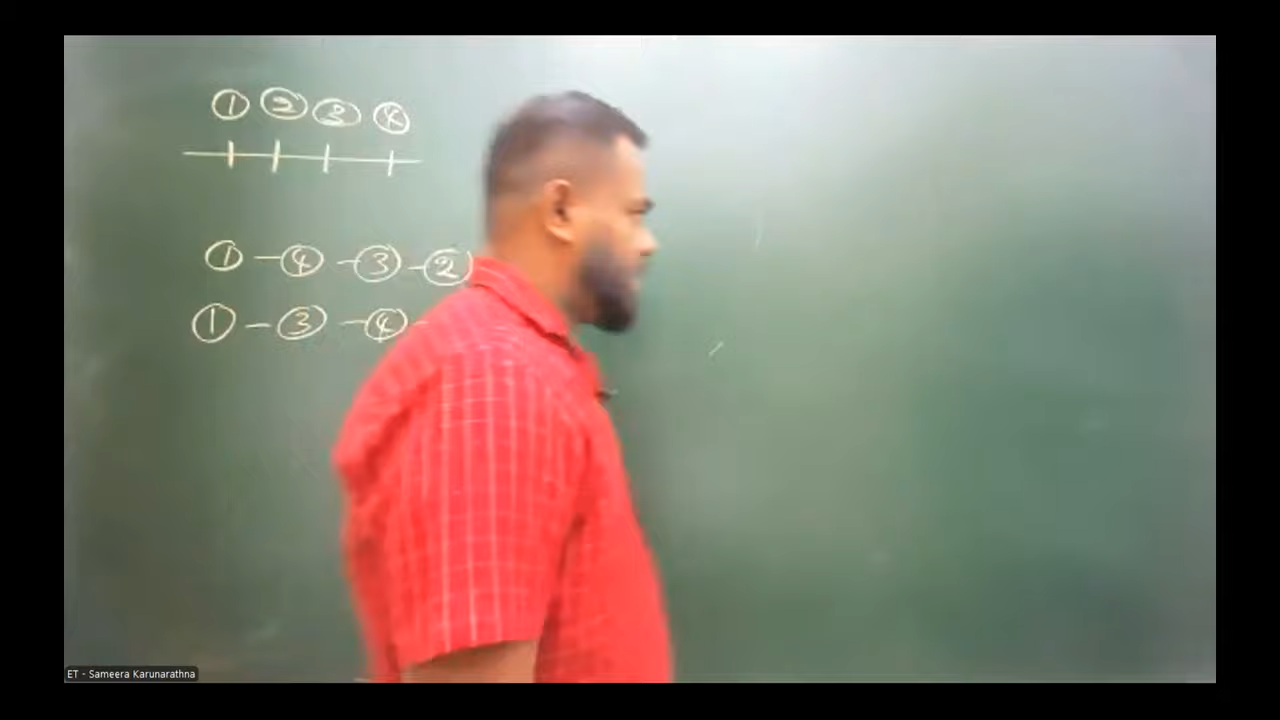 ① ② ③ ④
① - ④ - ③ - ②
① - ③ - ④ -
ET - Sameera Karunarathna